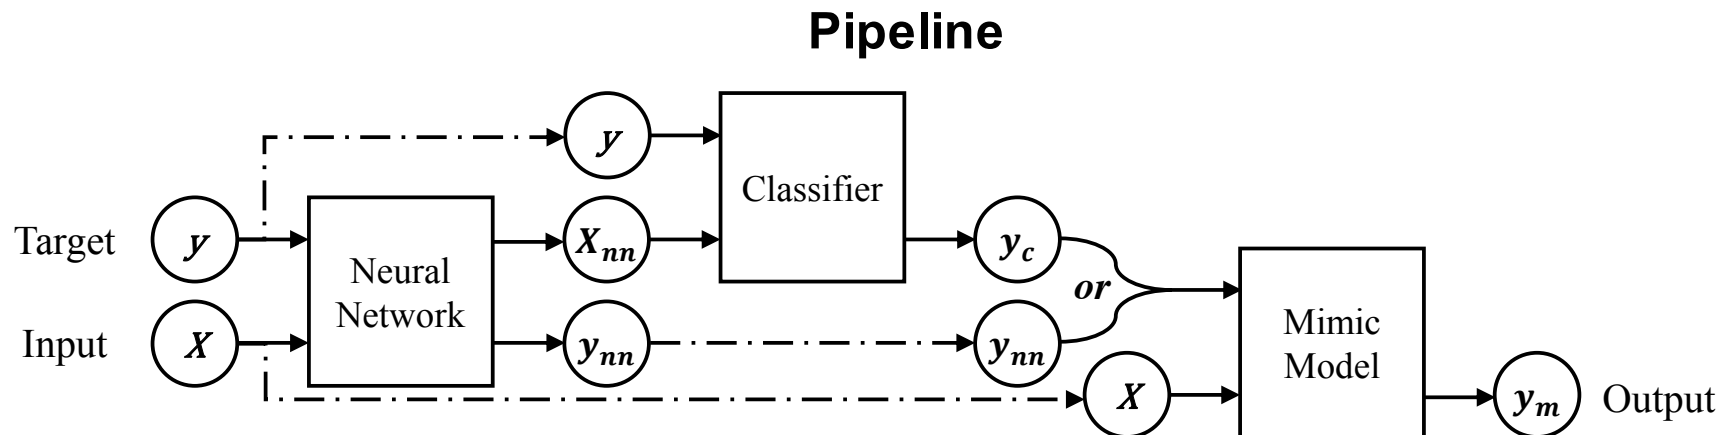 Pipeline
y
Classifier
Target
y
Neural
Network
X_nn
y_c
or
Input
X
y_nn
y_nn
X
Mimic
Model
y_m
Output